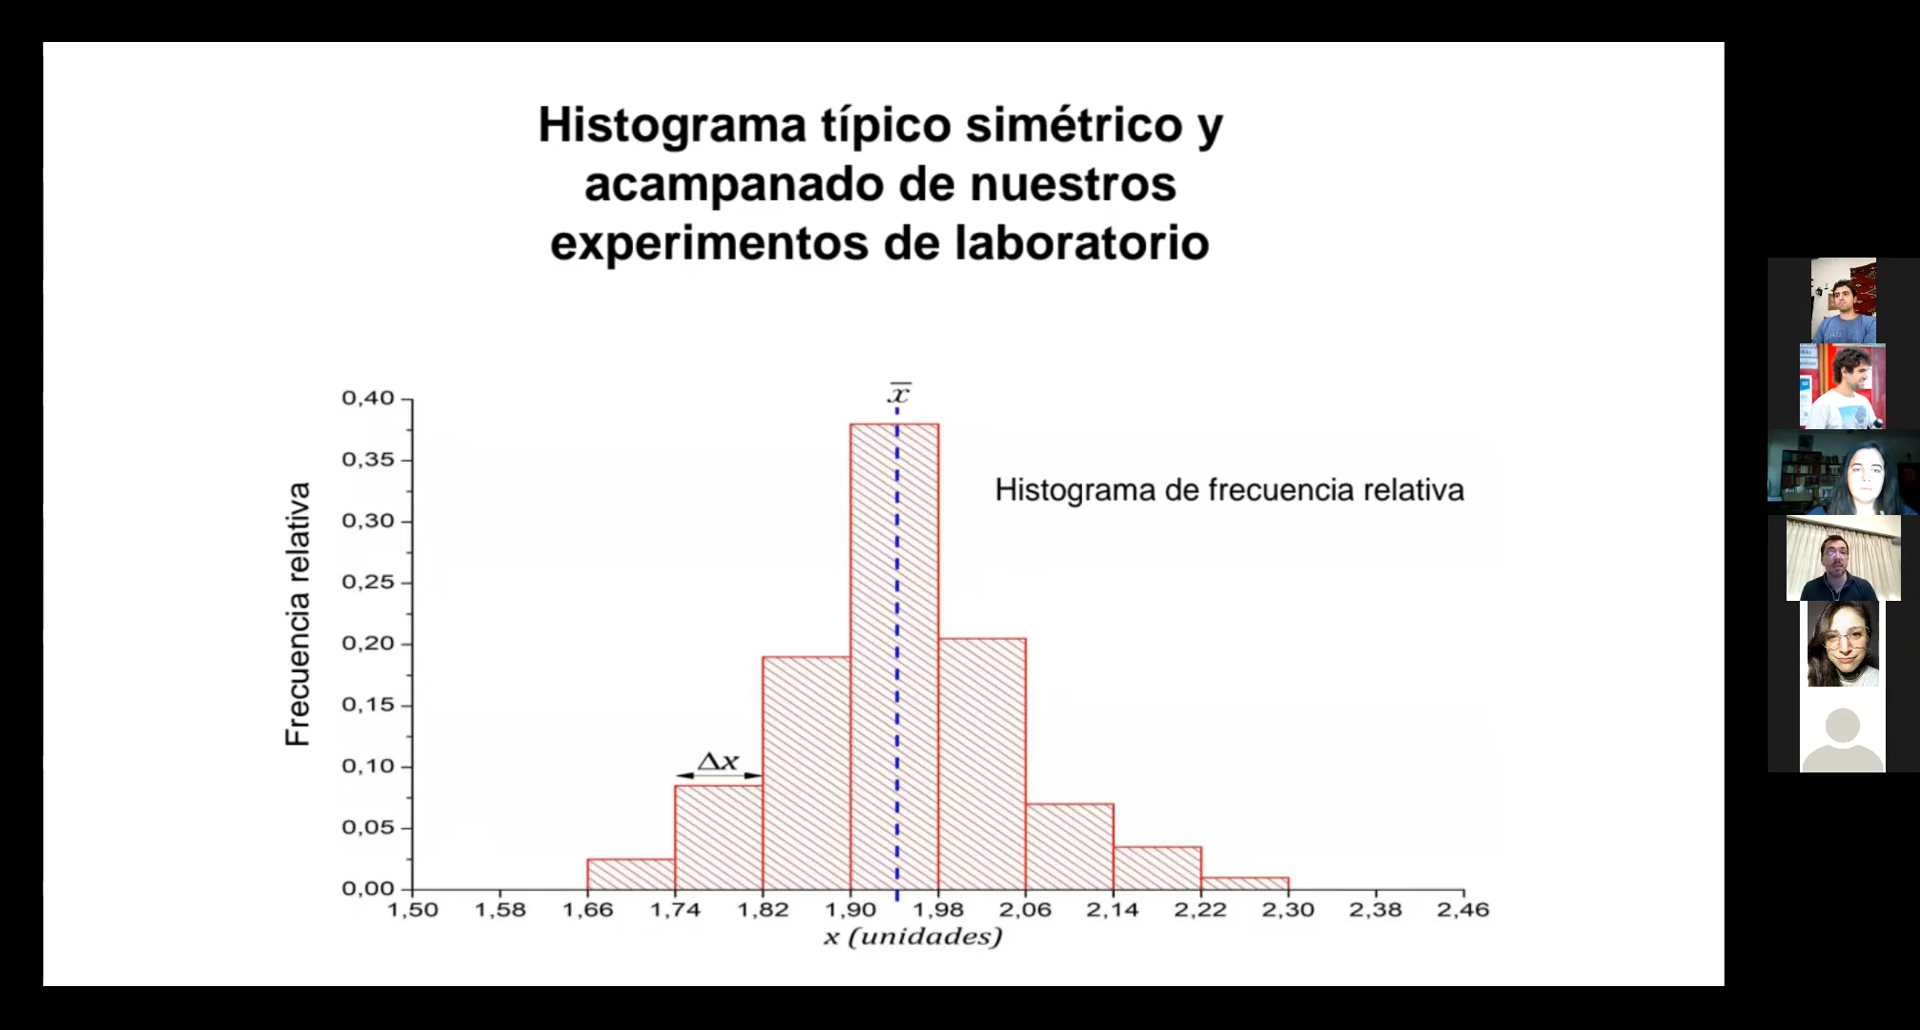 Histograma típico simétrico y
acampanado de nuestros
experimentos de laboratorio
x̅
0,40
0,35
0,30
0,25
0,20
0,15
0,10
0,05
0,00
Frecuencia relativa
Histograma de frecuencia relativa
Δx
1,50 1,58 1,66 1,74 1,82 1,90 1,98 2,06 2,14 2,22 2,30 2,38 2,46
x (unidades)